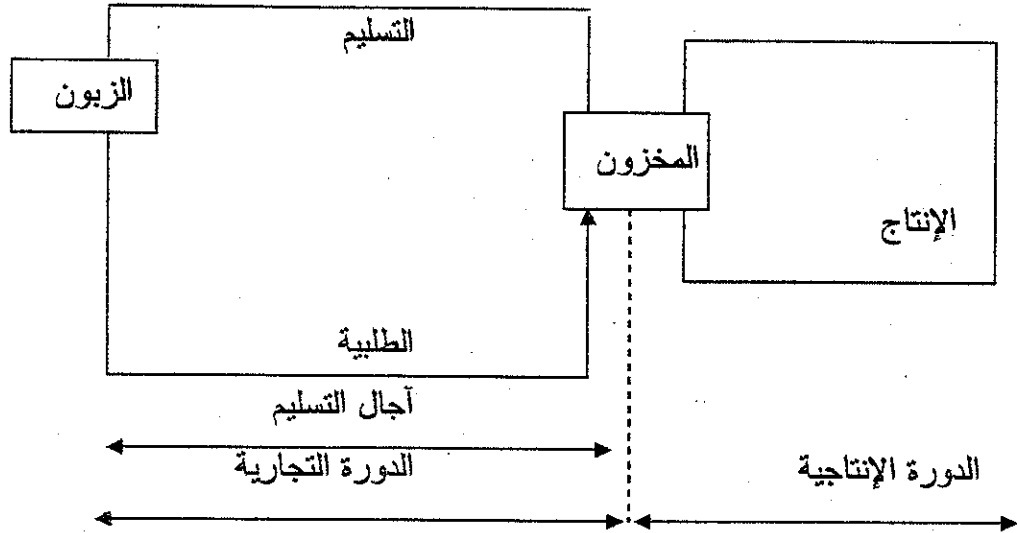 التسليم
الزبون
المخزون
الإنتاج
الطلبية
آجال التسليم
الدورة التجارية
الدورة الإنتاجية